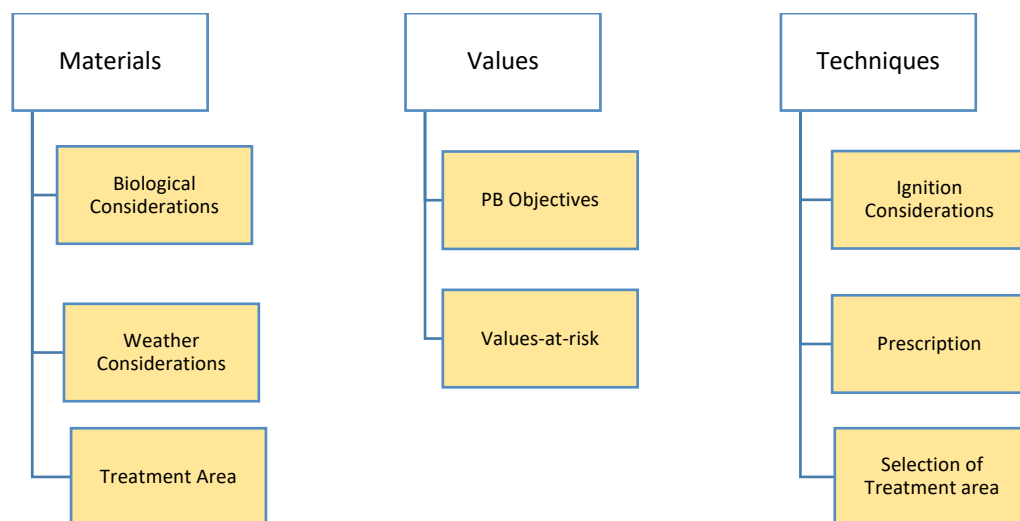 Materials
Biological
Considerations
Weather
Considerations
Treatment Area
Values
PB Objectives
Values-at-risk
Techniques
Ignition
Considerations
Prescription
Selection of
Treatment area